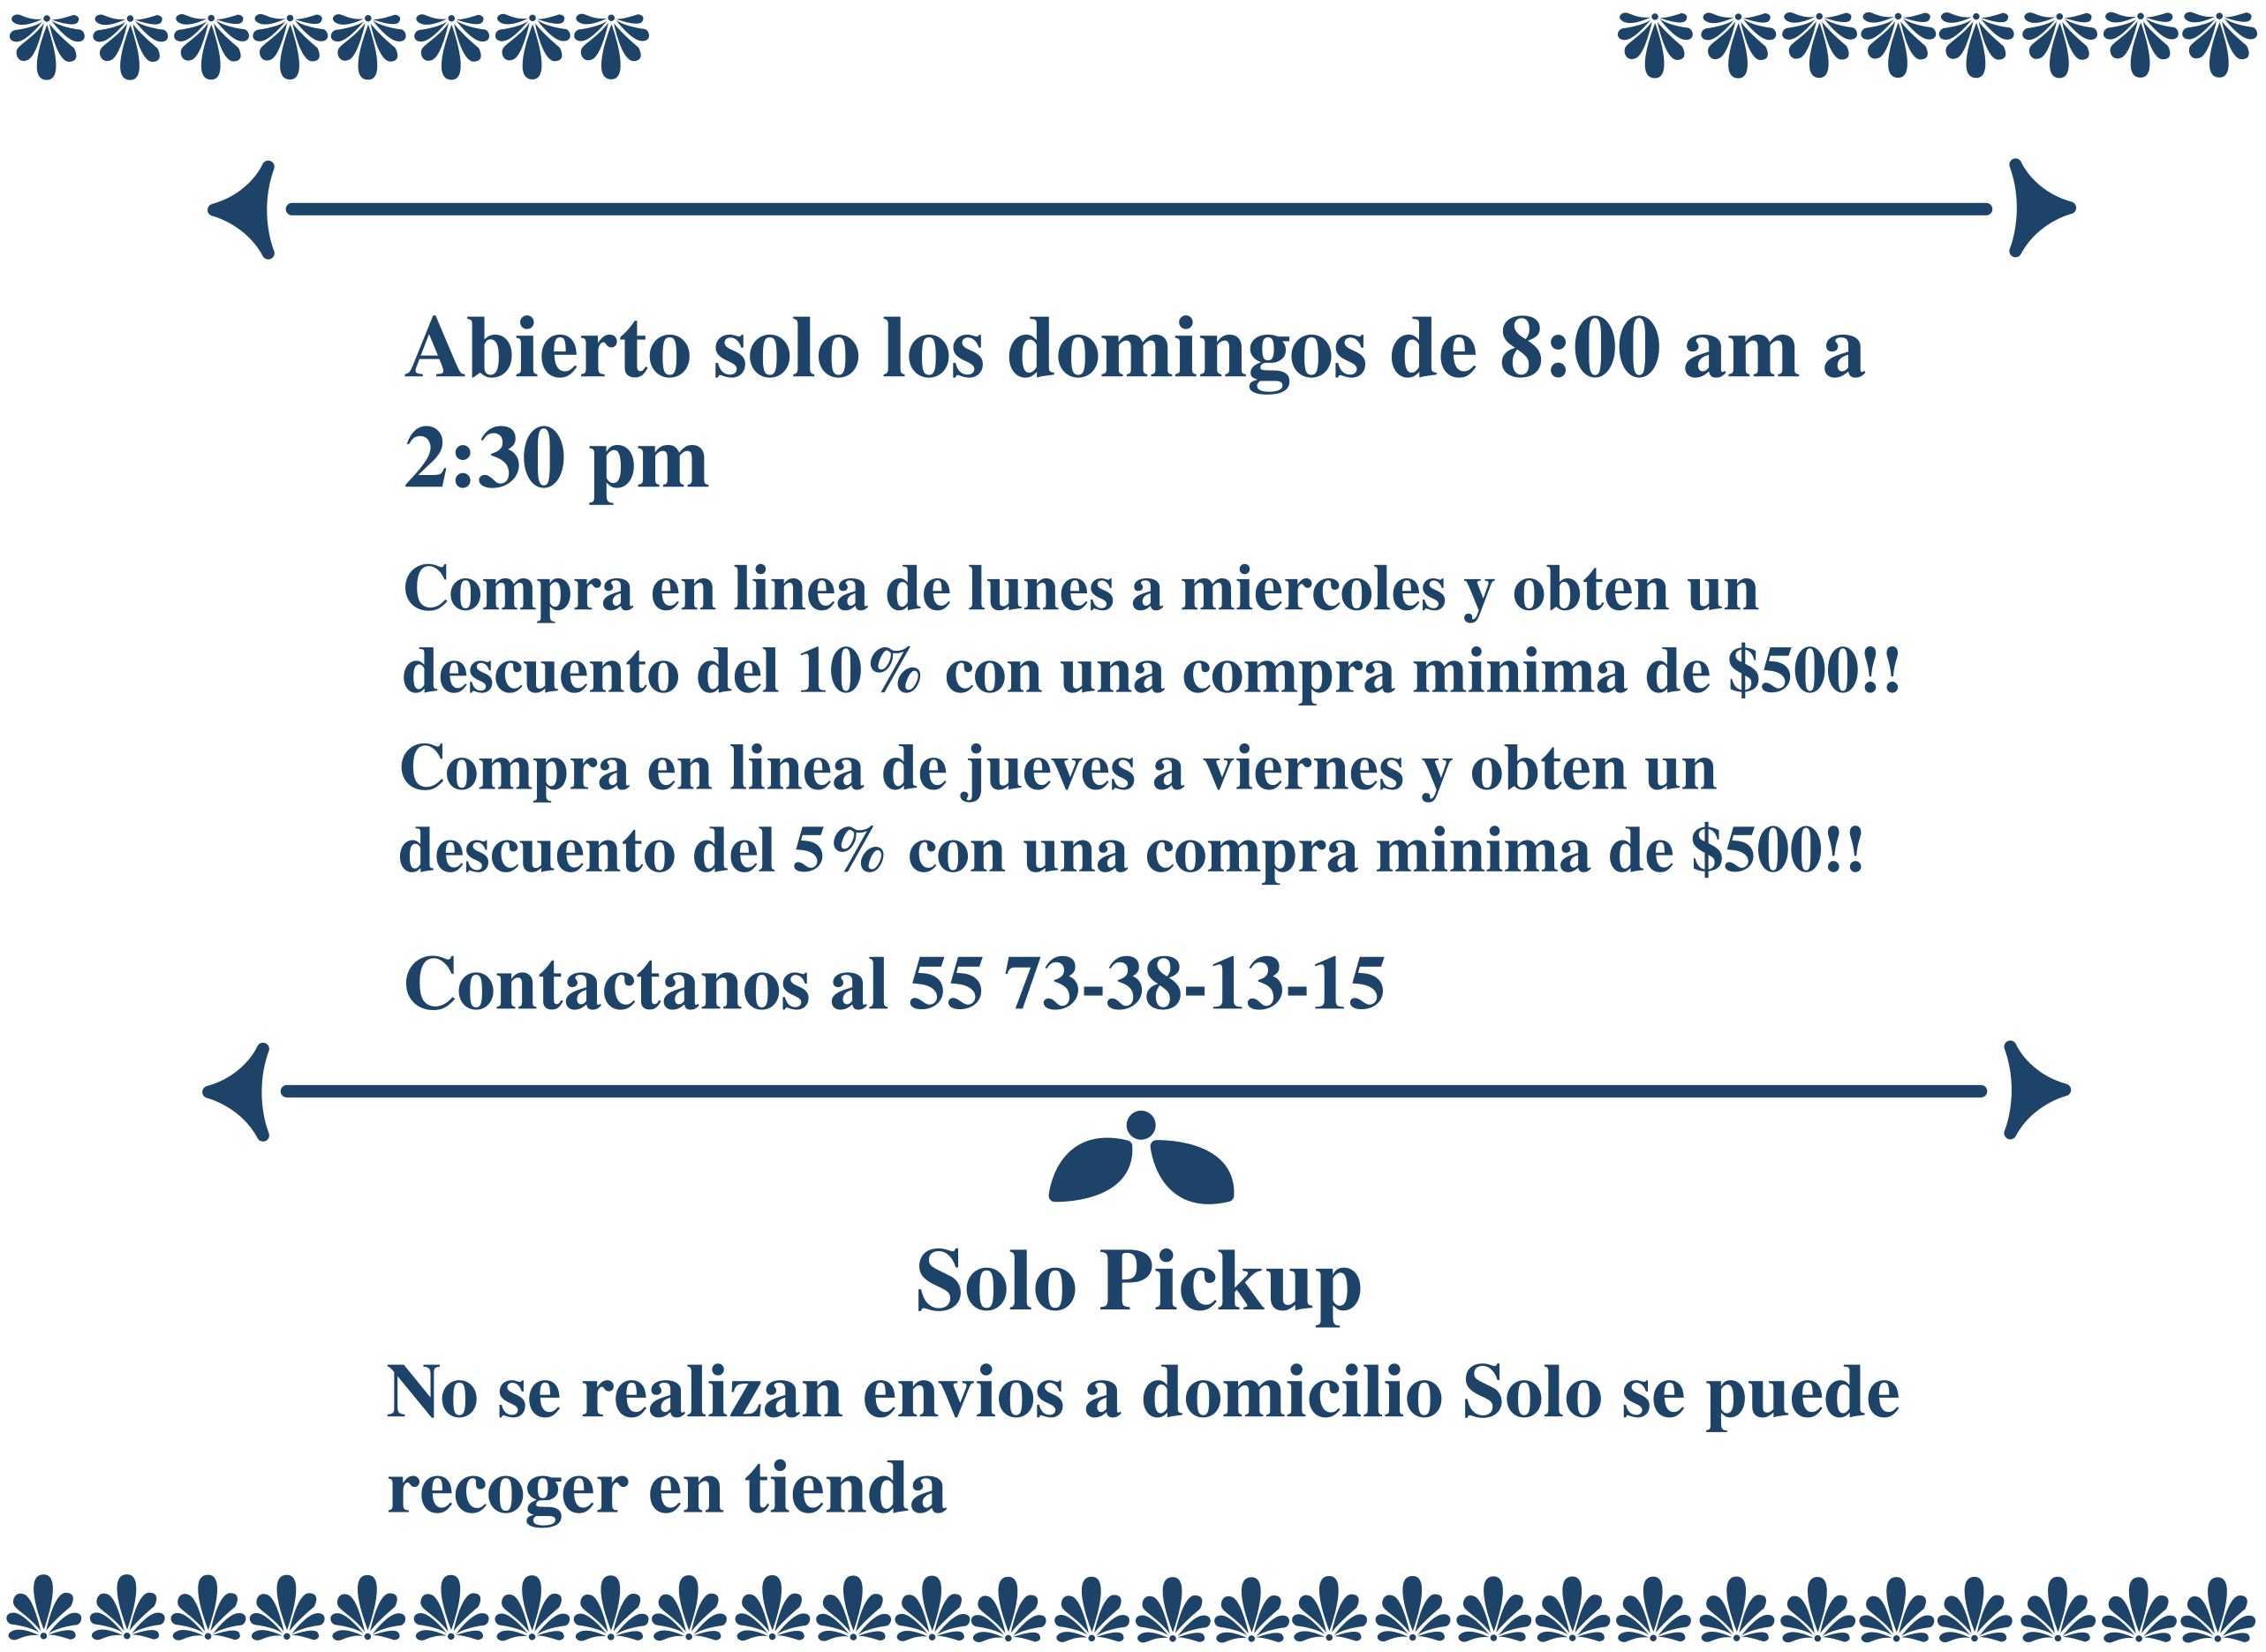 Abierto solo los domingos de 8:00 am a
2:30 pm
Compra en linea de lunes a miercoles y obten un
descuento del 10% con una compra minima de $500!!
Compra en linea de jueves a viernes y obten un
descuento del 5% con una compra minima de $500!!
Contactanos al 55 73-38-13-15
Solo Pickup
No se realizan envios a domicilio Solo se puede
recoger en tienda